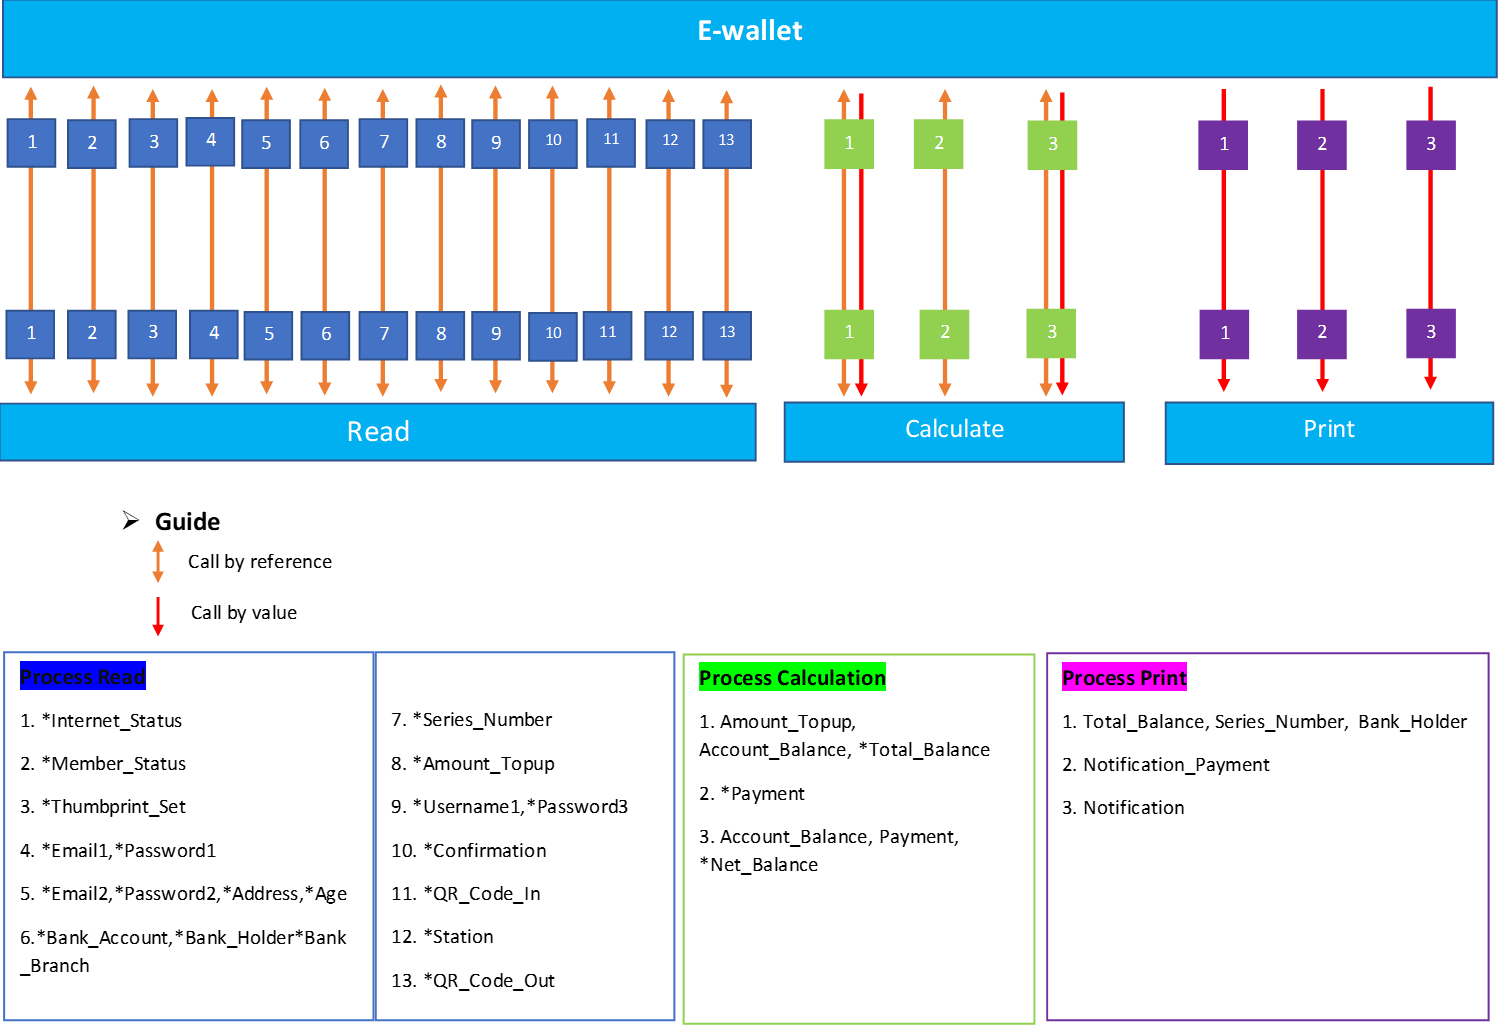 E-wallet
1 2 3 4 5 6 7 8 9 10 11 12 13 1 2 3 1 2 3
1 2 3 4 5 6 7 8 9 10 11 12 13 1 2 3 1 2 3
Read
Calculate
Print
➢ Guide
Call by reference
Call by value
Process Read
1. *Internet_Status
2. *Member_Status
3. *Thumbprint_Set
4. *Email1,*Password1
5. *Email2,*Password2,*Address,*Age
6.*Bank_Account,*Bank_Holder*Bank
_Branch
7. *Series_Number
8. *Amount_Topup
9. *Username1,*Password3
10. *Confirmation
11. *QR_Code_In
12. *Station
13. *QR_Code_Out
Process Calculation
1. Amount_Topup,
Account_Balance, *Total_Balance
2. *Payment
3. Account_Balance, Payment,
*Net_Balance
Process Print
1. Total_Balance, Series_Number, Bank_Holder
2. Notification_Payment
3. Notification